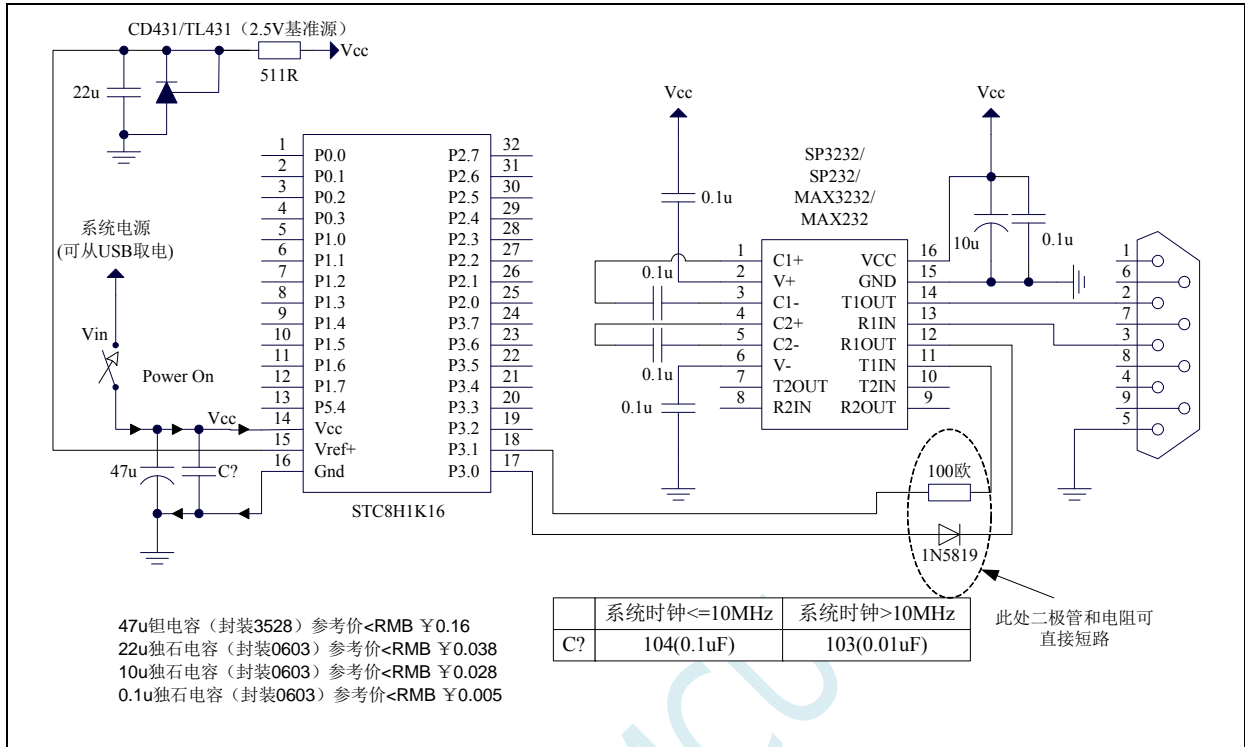 CD431/TL431（2.5V基准源）
Vcc
511R
22u
系统电源
(可从USB取电)
Vin
Power On
Vcc
47u
C?
1 P0.0 P2.7 32
2 P0.1 P2.6 31
3 P0.2 P2.5 30
4 P0.3 P2.4 29
5 P1.0 P2.3 28
6 P1.1 P2.2 27
7 P1.2 P2.1 26
8 P1.3 P2.0 25
9 P1.4 P3.7 24
10 P1.5 P3.6 23
11 P1.6 P3.5 22
12 P1.7 P3.4 21
13 P5.4 P3.3 20
14 Vcc P3.2 19
15 Vref+ P3.1 18
16 Gnd P3.0 17
STC8H1K16
Vcc
0.1u
SP3232/
SP232/
MAX3232/
MAX232
Vcc
10u
0.1u
0.1u
0.1u
0.1u
1 C1+ VCC 16
2 V+ GND 15
3 C1- T1OUT 14
4 C2+ R1IN 13
5 C2- R1OUT 12
6 V- T1IN 11
7 T2OUT T2IN 10
8 R2IN R2OUT 9
1
6
2
7
3
8
4
9
5
100欧
1N5819
此处二极管和电阻可
直接短路
系统时钟<=10MHz 系统时钟>10MHz
C? 104(0.1uF) 103(0.01uF)
47u钽电容（封装3528）参考价<RMB ￥0.16
22u独石电容（封装0603）参考价<RMB ￥0.038
10u独石电容（封装0603）参考价<RMB ￥0.028
0.1u独石电容（封装0603）参考价<RMB ￥0.005